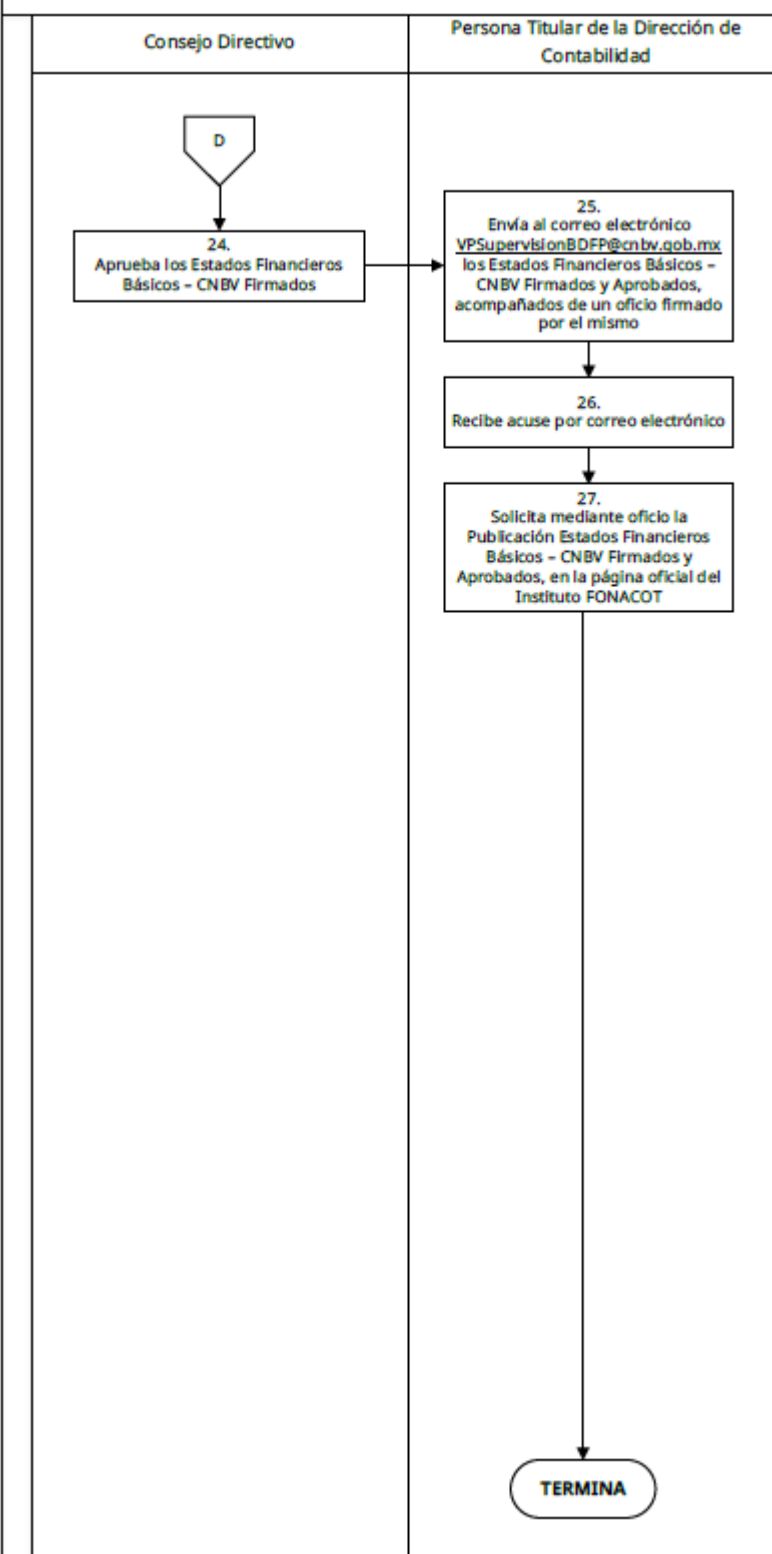 Consejo Directivo
Persona Titular de la Dirección de
Contabilidad
D
24.
Aprueba los Estados Financieros
Básicos – CNBV Firmados
25.
Envía al correo electrónico
VPSupervisionBDFP@cnbv.gob.mx
los Estados Financieros Básicos –
CNBV Firmados y Aprobados,
acompañados de un oficio firmado
por el mismo
26.
Recibe acuse por correo electrónico
27.
Solicita mediante oficio la
Publicación Estados Financieros
Básicos – CNBV Firmados y
Aprobados, en la página oficial del
Instituto FONACOT
TERMINA